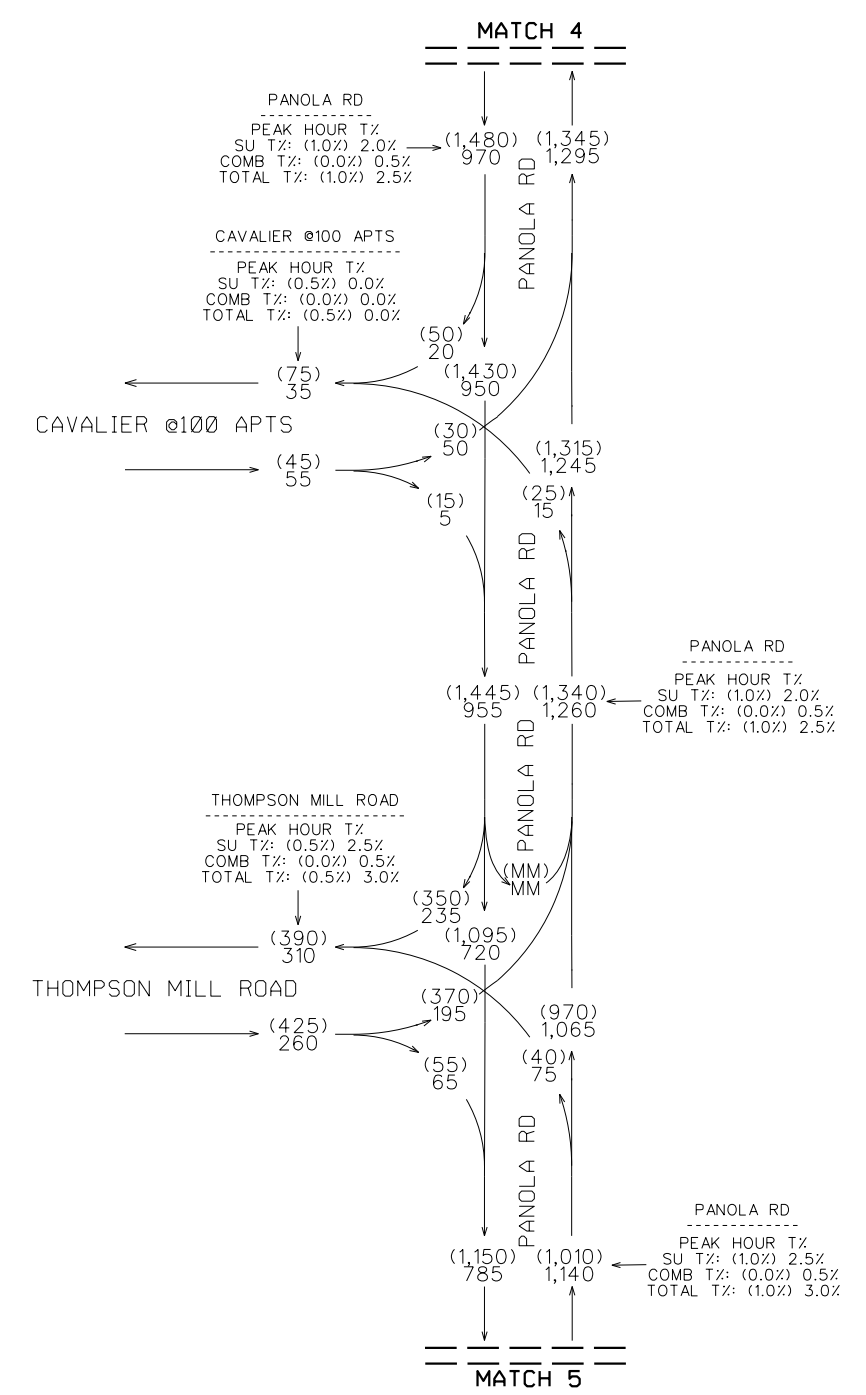 MATCH 4
PANOLA RD
PEAK HOUR T%
SU T%: (1.0%) 2.0%
COMB T%: (0.0%) 0.5%
TOTAL T%: (1.0%) 2.5%
(1,480) (1,345)
970 1,295
PANOLA RD
CAVALIER @100 APTS
PEAK HOUR T%
SU T%: (0.5%) 0.0%
COMB T%: (0.0%) 0.0%
TOTAL T%: (0.5%) 0.0%
(50)
20
(75)
35
(1,430)
950
CAVALIER @100 APTS
(30)
50
(1,315)
1,245
(45)
55
(15)
5
(25)
15
PANOLA RD
PANOLA RD
PEAK HOUR T%
SU T%: (1.0%) 2.0%
COMB T%: (0.0%) 0.5%
TOTAL T%: (1.0%) 2.5%
(1,445) (1,340)
955 1,260
PANOLA RD
THOMPSON MILL ROAD
PEAK HOUR T%
SU T%: (0.5%) 2.5%
COMB T%: (0.0%) 0.5%
TOTAL T%: (0.5%) 3.0%
(MM)
MM
(350)
235
(390)
310
(1,095)
720
THOMPSON MILL ROAD
(370)
195
(970)
1,065
(425)
260
(55)
65
(40)
75
PANOLA RD
PANOLA RD
PEAK HOUR T%
SU T%: (1.0%) 2.5%
COMB T%: (0.0%) 0.5%
TOTAL T%: (1.0%) 3.0%
(1,150) (1,010)
785 1,140
MATCH 5